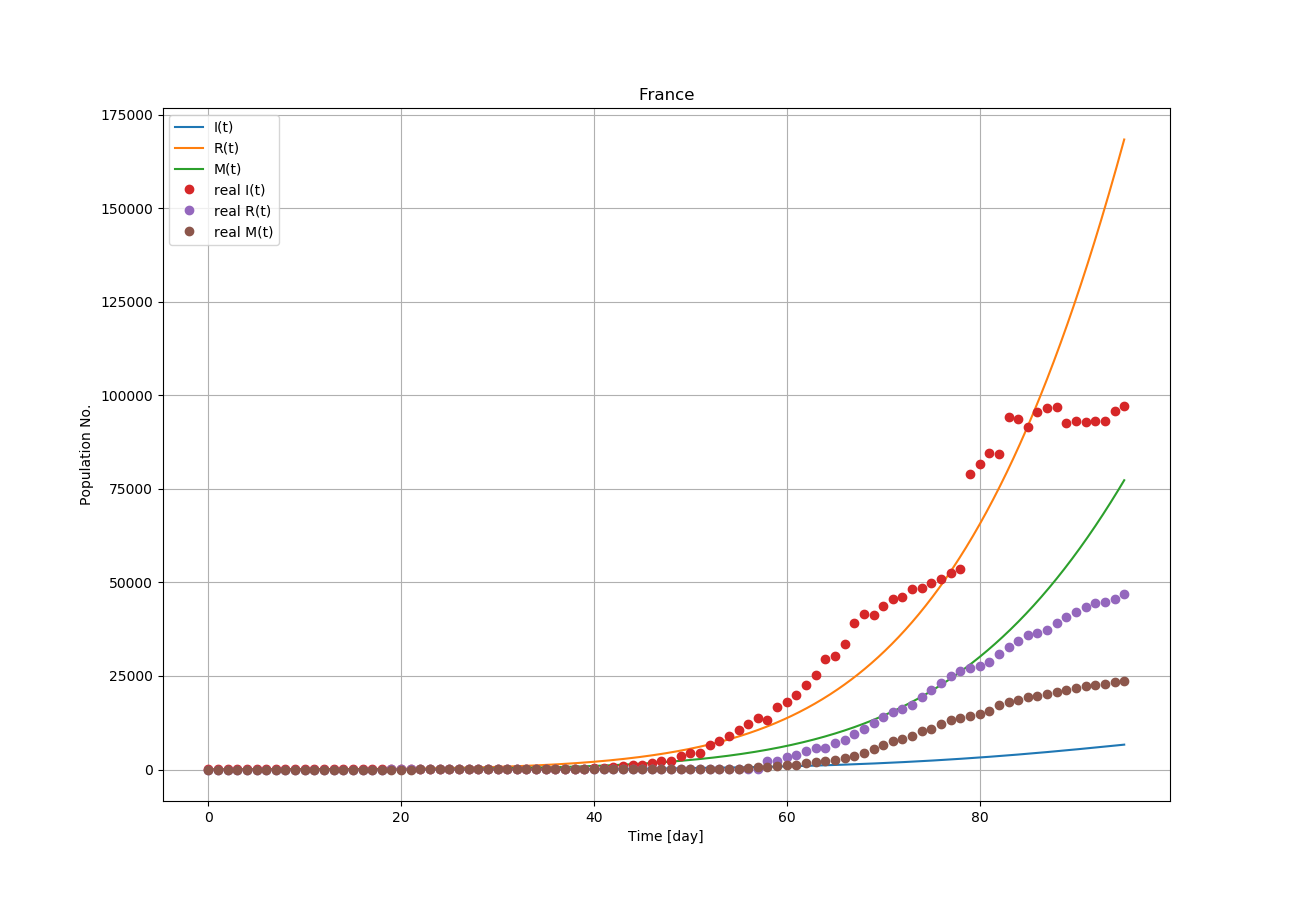 France
175000
150000
125000
100000
75000
50000
25000
0
Population No.
I(t)
R(t)
M(t)
real I(t)
real R(t)
real M(t)
0 20 40 60 80
Time [day]